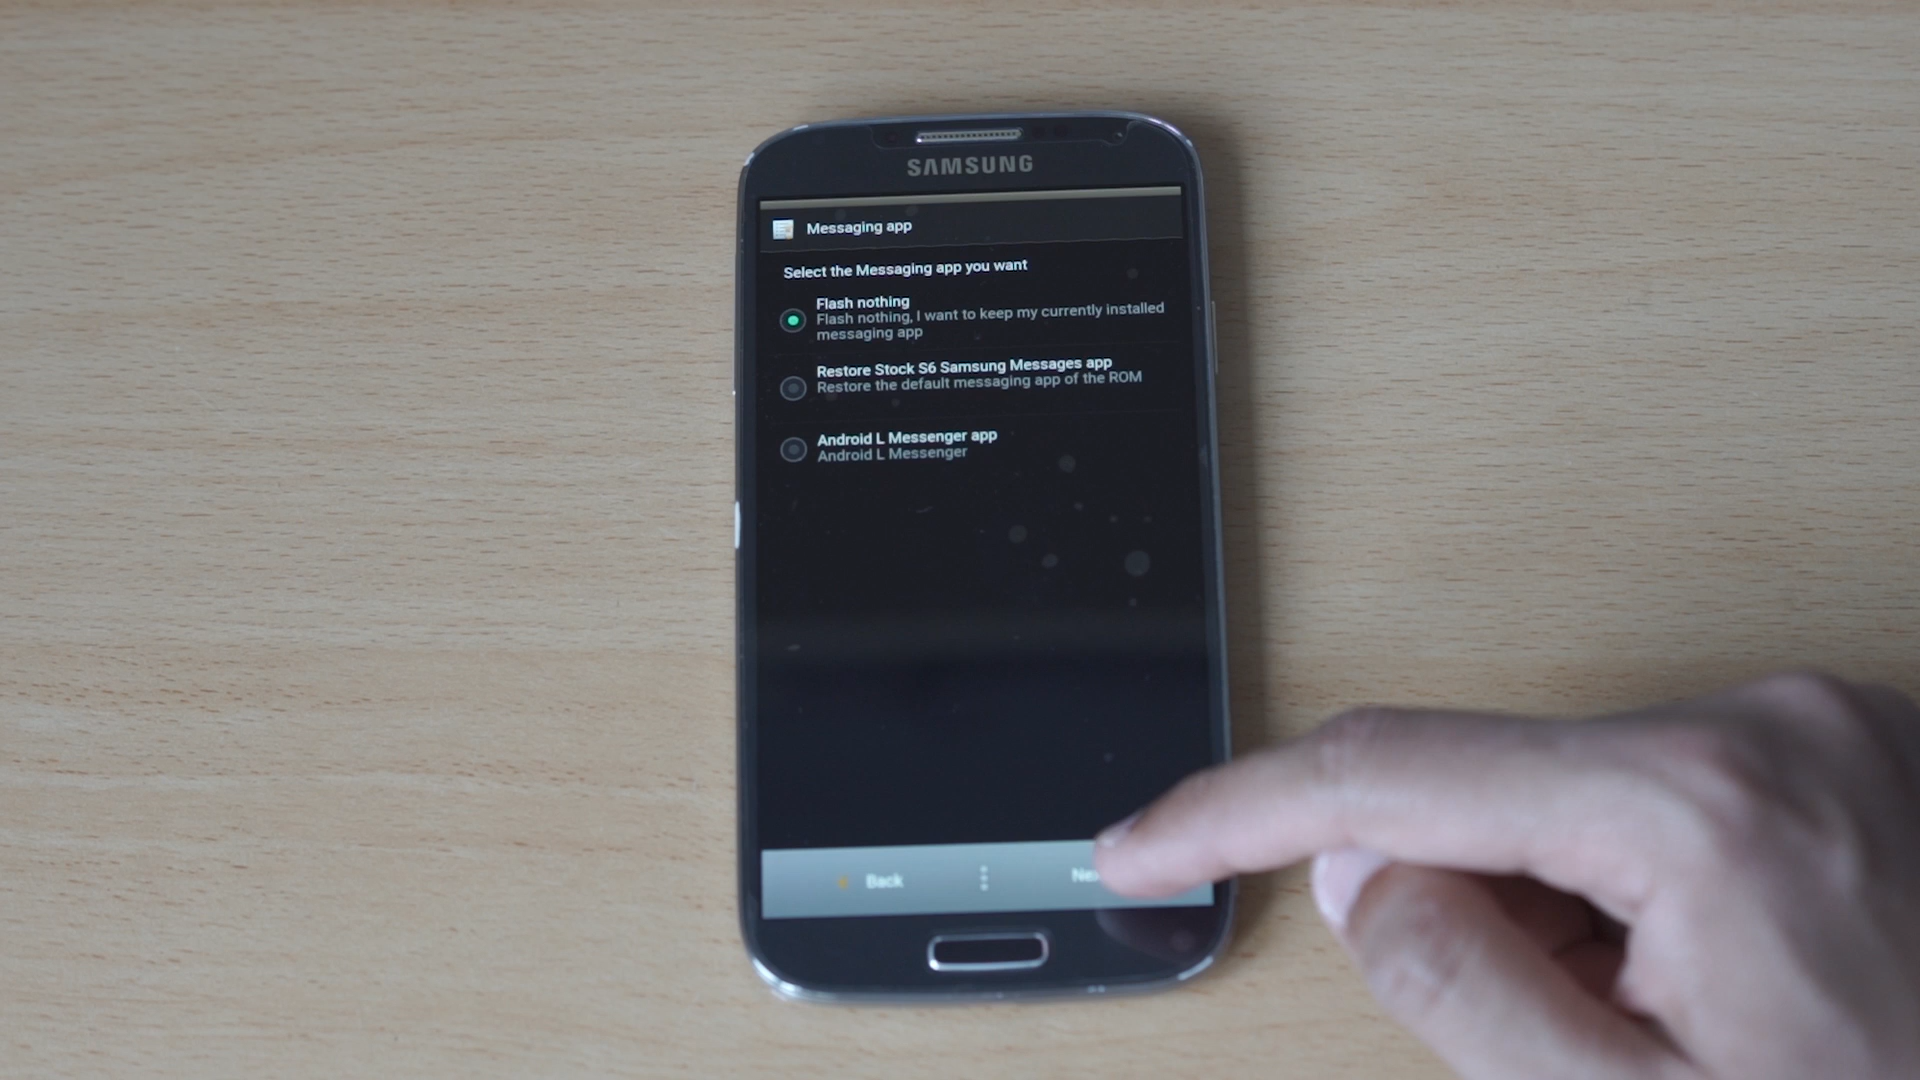 SAMSUNG
Messaging app
Select the Messaging app you want
Flash nothing
Flash nothing, I want to keep my currently installed
messaging app
Restore Stock S6 Samsung Messages app
Restore the default messaging app of the ROM
Android L Messenger app
Android L Messenger
Back